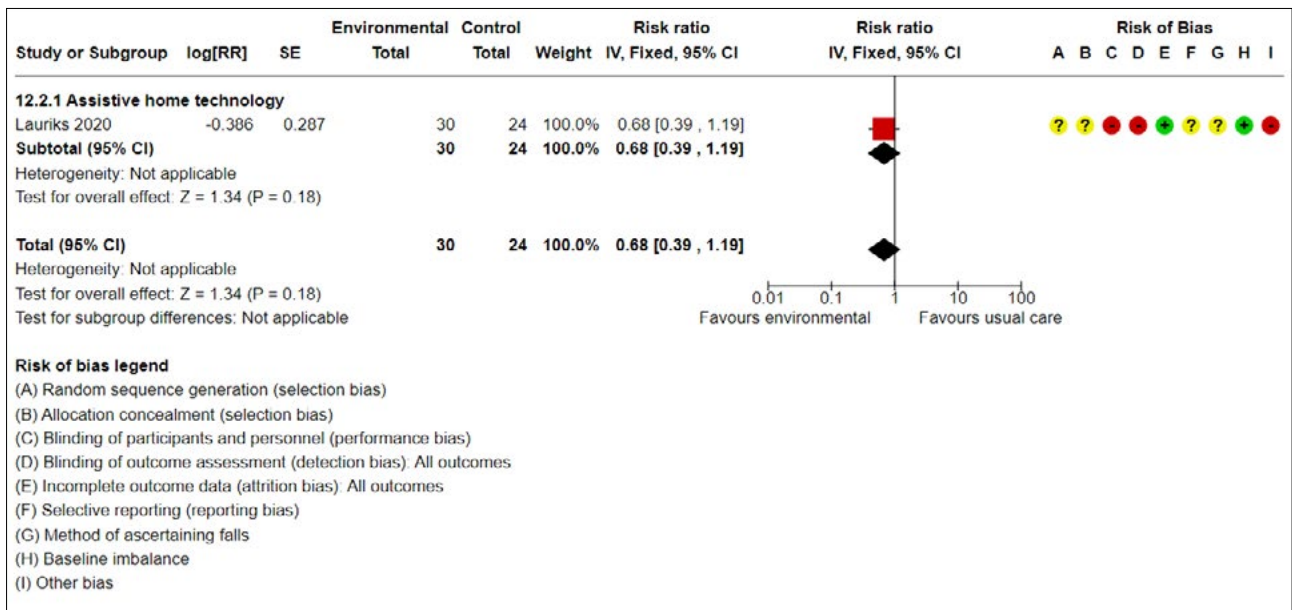 Environmental Control Risk ratio Risk ratio Risk of Bias
Study or Subgroup log[RR] SE Total Total Weight IV, Fixed, 95% CI IV, Fixed, 95% CI A B C D E F G H I
12.2.1 Assistive home technology
Lauriks 2020 -0.386 0.287 30 24 100.0% 0.68 [0.39 , 1.19] ? ? - - + ? ? + -
Subtotal (95% CI) 30 24 100.0% 0.68 [0.39 , 1.19]
Heterogeneity: Not applicable
Test for overall effect: Z = 1.34 (P = 0.18)
Total (95% CI) 30 24 100.0% 0.68 [0.39 , 1.19]
Heterogeneity: Not applicable
Test for overall effect: Z = 1.34 (P = 0.18) 0.01 0.1 1 10 100
Test for subgroup differences: Not applicable Favours environmental Favours usual care
Risk of bias legend
(A) Random sequence generation (selection bias)
(B) Allocation concealment (selection bias)
(C) Blinding of participants and personnel (performance bias)
(D) Blinding of outcome assessment (detection bias): All outcomes
(E) Incomplete outcome data (attrition bias): All outcomes
(F) Selective reporting (reporting bias)
(G) Method of ascertaining falls
(H) Baseline imbalance
(I) Other bias